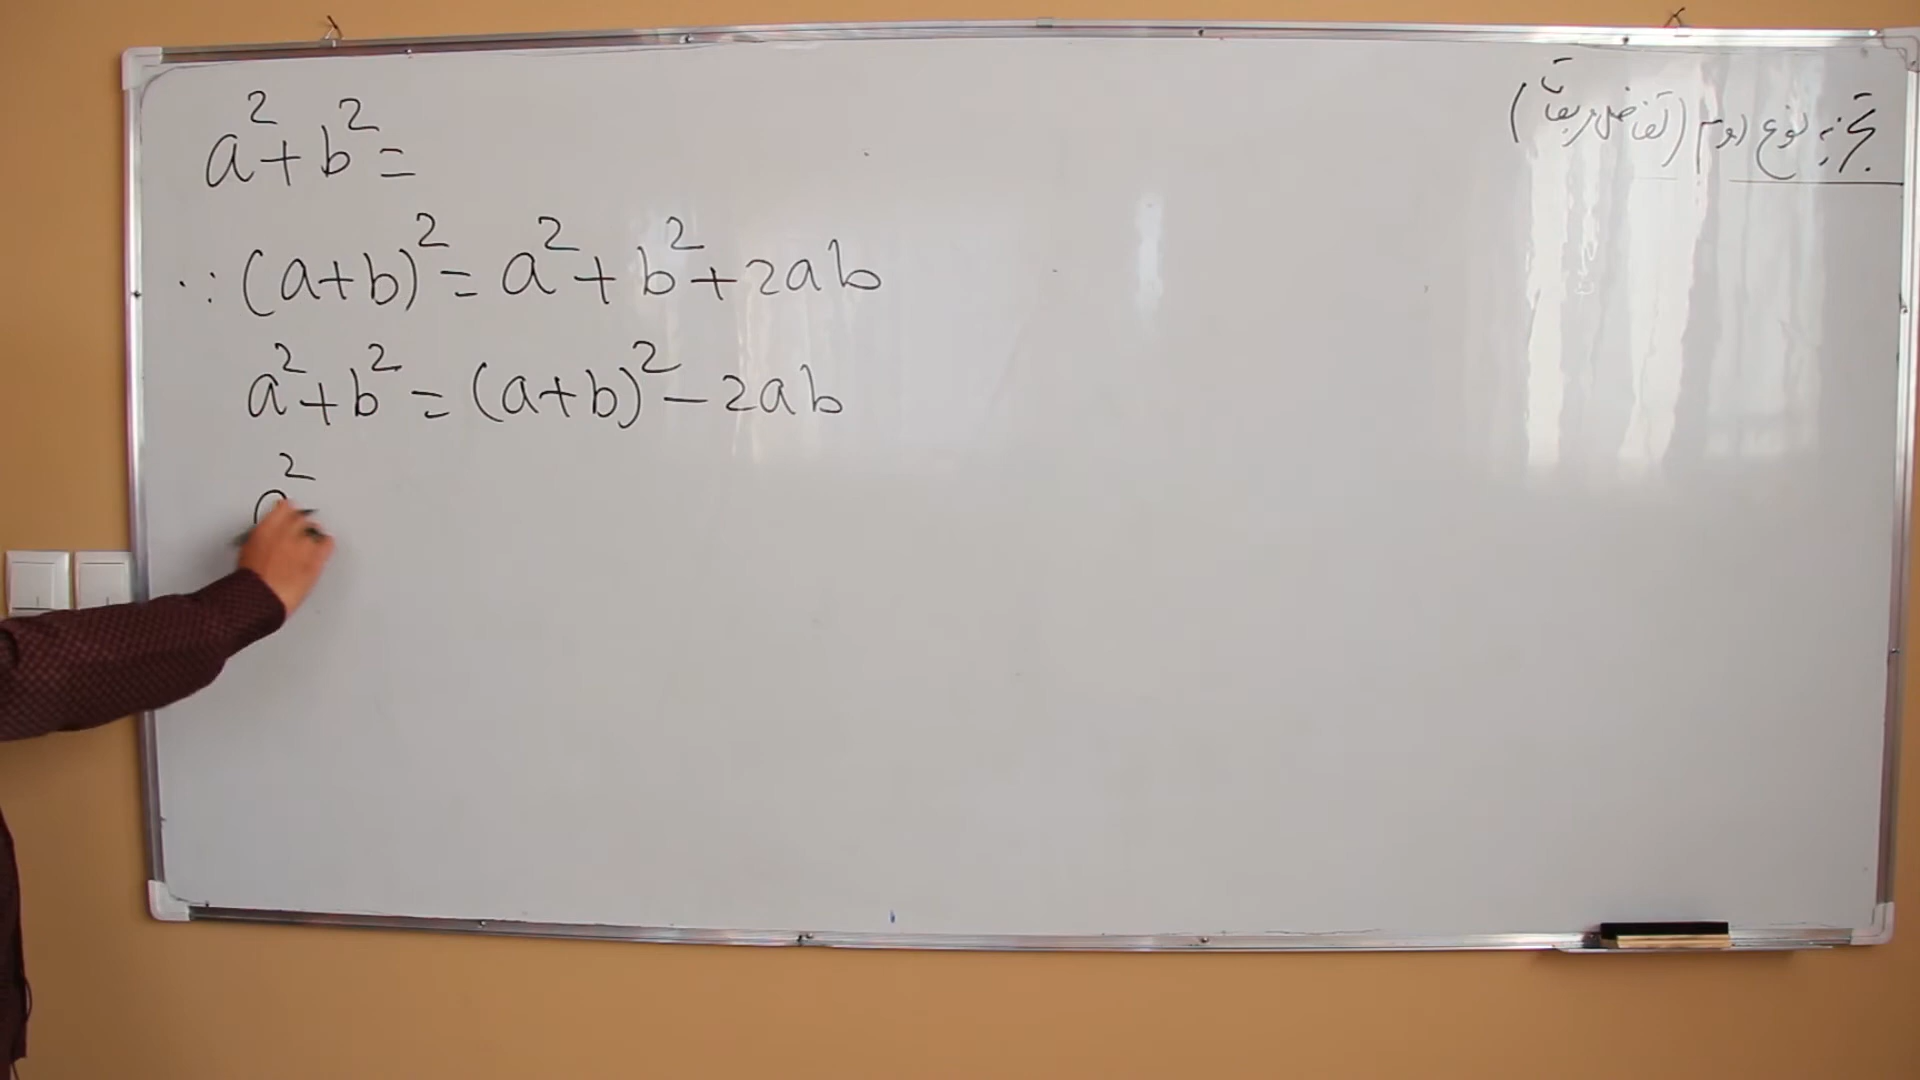 تجزیه نوع دوم (تفاضل مربعات)
a²+b²=
∵ (a+b)²=a²+b²+2ab
a²+b²=(a+b)²-2ab
a²